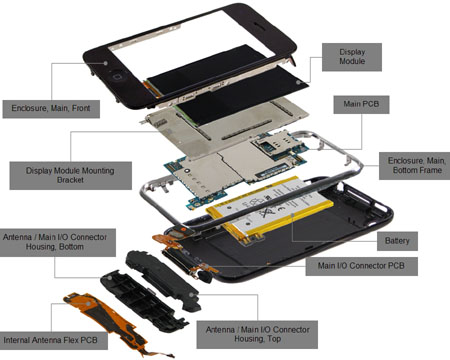 Display
Module
Enclosure, Main, Front
Main PCB
Display Module Mounting
Bracket
Enclosure, Main,
Bottom Frame
Antenna / Main I/O Connector
Housing, Bottom
Battery
Main I/O Connector PCB
Internal Antenna Flex PCB
Antenna / Main I/O Connector
Housing, Top